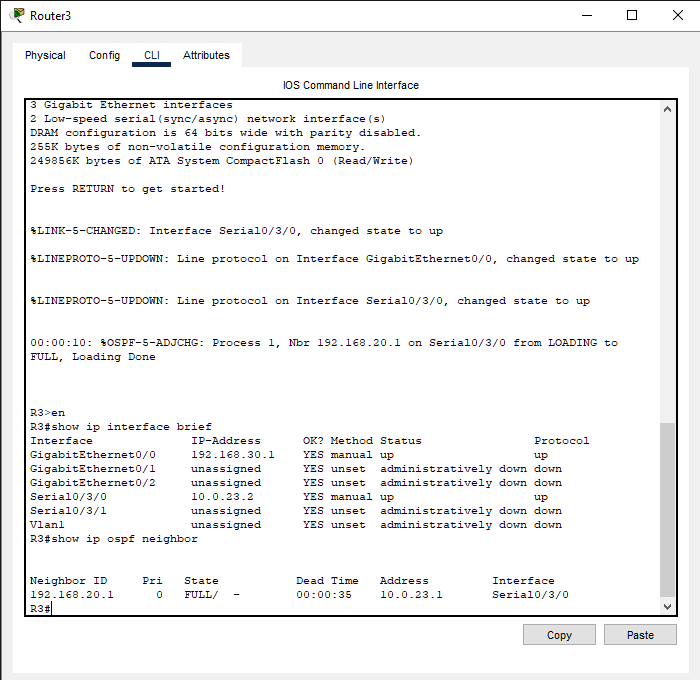 Router3
Physical Config CLI Attributes
IOS Command Line Interface
3 Gigabit Ethernet interfaces
2 Low-speed serial(sync/async) network interface(s)
DRAM configuration is 64 bits wide with parity disabled.
255K bytes of non-volatile configuration memory.
249856K bytes of ATA System CompactFlash 0 (Read/Write)
Press RETURN to get started!
%LINK-5-CHANGED: Interface Serial0/3/0, changed state to up
%LINEPROTO-5-UPDOWN: Line protocol on Interface GigabitEthernet0/0, changed state to up
%LINEPROTO-5-UPDOWN: Line protocol on Interface Serial0/3/0, changed state to up
00:00:10: %OSPF-5-ADJCHG: Process 1, Nbr 192.168.20.1 on Serial0/3/0 from LOADING to
FULL, Loading Done
R3>en
R3#show ip interface brief
Interface IP-Address OK? Method Status Protocol
GigabitEthernet0/0 192.168.30.1 YES manual up up
GigabitEthernet0/1 unassigned YES unset administratively down down
GigabitEthernet0/2 unassigned YES unset administratively down down
Serial0/3/0 10.0.23.2 YES manual up up
Serial0/3/1 unassigned YES unset administratively down down
Vlan1 unassigned YES unset administratively down down
R3#show ip ospf neighbor
Neighbor ID Pri State Dead Time Address Interface
192.168.20.1 0 FULL/ - 00:00:35 10.0.23.1 Serial0/3/0
R3#
Copy Paste